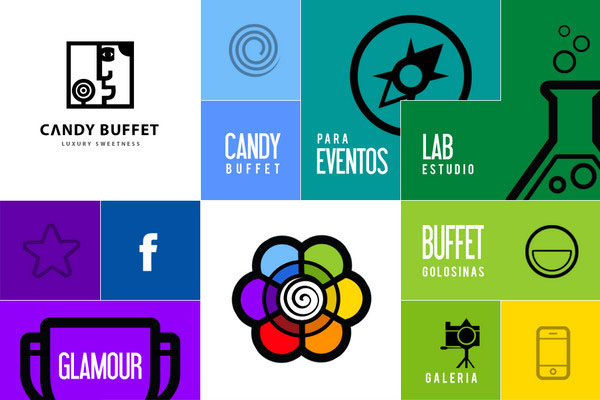 CANDY BUFFET
LUXURY SWEETNESS
CANDY
BUFFET
PARA
EVENTOS
LAB
ESTUDIO
f
BUFFET
GOLOSINAS
GLAMOUR
GALERIA